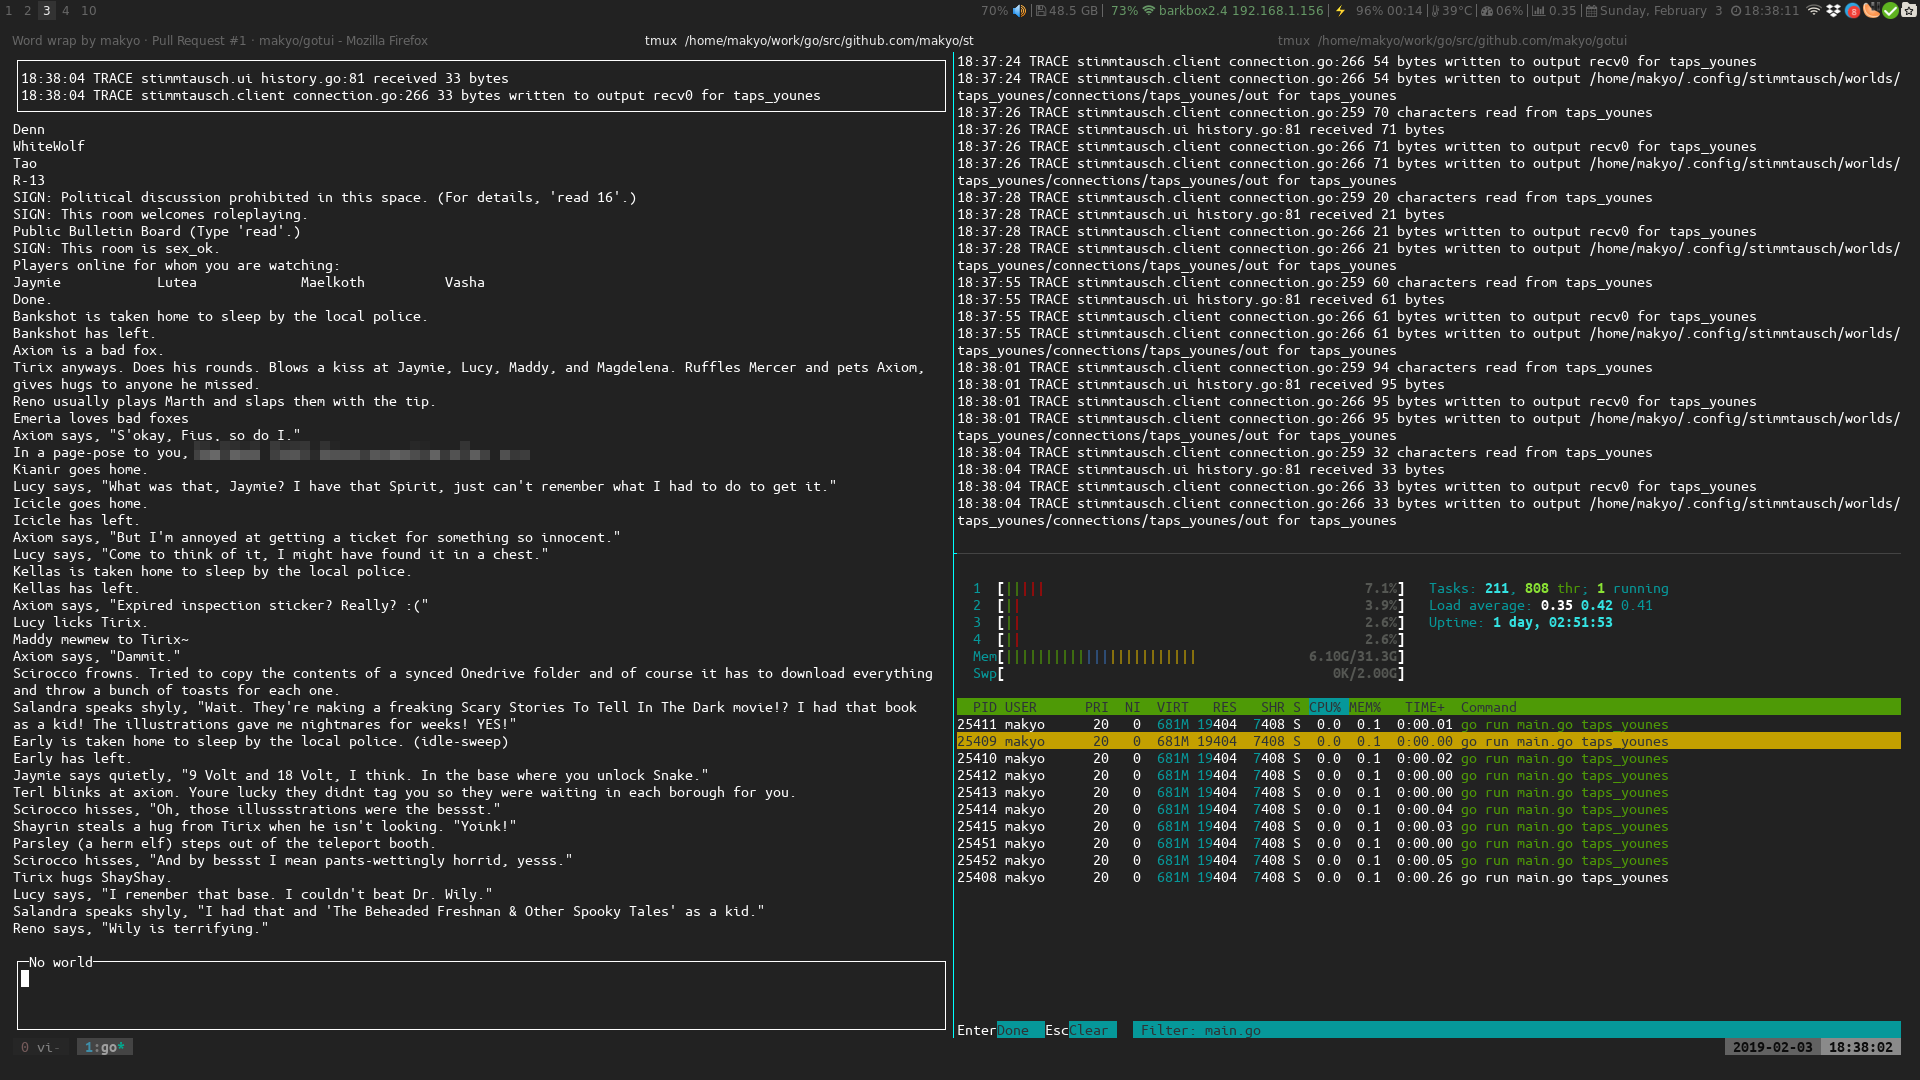 1 2 3 4 10
70% 48.5 GB 73% barkbox2.4 192.168.1.156 96% 00:14 39°C 06% 0.35 Sunday, February 3 18:38:11
Word wrap by makyo · Pull Request #1 · makyo/gotui - Mozilla Firefox
tmux /home/makyo/work/go/src/github.com/makyo/st
tmux /home/makyo/work/go/src/github.com/makyo/gotui
18:38:04 TRACE stimmtausch.ui history.go:81 received 33 bytes
18:38:04 TRACE stimmtausch.client connection.go:266 33 bytes written to output recv0 for taps_younes
Denn
WhiteWolf
Tao
R-13
SIGN: Political discussion prohibited in this space. (For details, 'read 16'.)
SIGN: This room welcomes roleplaying.
Public Bulletin Board (Type 'read'.)
SIGN: This room is sex_ok.
Players online for whom you are watching:
Jaymie Lutea Maelkoth Vasha
Done.
Bankshot is taken home to sleep by the local police.
Bankshot has left.
Axiom is a bad fox.
Tirix anyways. Does his rounds. Blows a kiss at Jaymie, Lucy, Maddy, and Magdelena. Ruffles Mercer and pets Axiom,
gives hugs to anyone he missed.
Reno usually plays Marth and slaps them with the tip.
Emeria loves bad foxes
Axiom says, "S'okay, Fius. so do I."
In a page-pose to you,
Kianir goes home.
Lucy says, "What was that, Jaymie? I have that Spirit, just can't remember what I had to do to get it."
Icicle goes home.
Icicle has left.
Axiom says, "But I'm annoyed at getting a ticket for something so innocent."
Lucy says, "Come to think of it, I might have found it in a chest."
Kellas is taken home to sleep by the local police.
Kellas has left.
Axiom says, "Expired inspection sticker? Really? :("
Lucy licks Tirix.
Maddy mewmew to Tirix~
Axiom says, "Dammit."
Scirocco frowns. Tried to copy the contents of a synced Onedrive folder and of course it has to download everything
and throw a bunch of toasts for each one.
Salandra speaks shyly, "Wait. They're making a freaking Scary Stories To Tell In The Dark movie!? I had that book
as a kid! The illustrations gave me nightmares for weeks! YES!"
Early is taken home to sleep by the local police. (idle-sweep)
Early has left.
Jaymie says quietly, "9 Volt and 18 Volt, I think. In the base where you unlock Snake."
Terl blinks at axiom. Youre lucky they didnt tag you so they were waiting in each borough for you.
Scirocco hisses, "Oh, those illussstrations were the bessst."
Shayrin steals a hug from Tirix when he isn't looking. "Yoink!"
Parsley (a herm elf) steps out of the teleport booth.
Scirocco hisses, "And by bessst I mean pants-wettingly horrid, yesss."
Tirix hugs ShayShay.
Lucy says, "I remember that base. I couldn't beat Dr. Wily."
Salandra speaks shyly, "I had that and 'The Beheaded Freshman & Other Spooky Tales' as a kid."
Reno says, "Wily is terrifying."
No world
18:37:24 TRACE stimmtausch.client connection.go:266 54 bytes written to output recv0 for taps_younes
18:37:24 TRACE stimmtausch.client connection.go:266 54 bytes written to output /home/makyo/.config/stimmtausch/worlds/
taps_younes/connections/taps_younes/out for taps_younes
18:37:26 TRACE stimmtausch.client connection.go:259 70 characters read from taps_younes
18:37:26 TRACE stimmtausch.ui history.go:81 received 71 bytes
18:37:26 TRACE stimmtausch.client connection.go:266 71 bytes written to output recv0 for taps_younes
18:37:26 TRACE stimmtausch.client connection.go:266 71 bytes written to output /home/makyo/.config/stimmtausch/worlds/
taps_younes/connections/taps_younes/out for taps_younes
18:37:28 TRACE stimmtausch.client connection.go:259 20 characters read from taps_younes
18:37:28 TRACE stimmtausch.ui history.go:81 received 21 bytes
18:37:28 TRACE stimmtausch.client connection.go:266 21 bytes written to output recv0 for taps_younes
18:37:28 TRACE stimmtausch.client connection.go:266 21 bytes written to output /home/makyo/.config/stimmtausch/worlds/
taps_younes/connections/taps_younes/out for taps_younes
18:37:55 TRACE stimmtausch.client connection.go:259 60 characters read from taps_younes
18:37:55 TRACE stimmtausch.ui history.go:81 received 61 bytes
18:37:55 TRACE stimmtausch.client connection.go:266 61 bytes written to output recv0 for taps_younes
18:37:55 TRACE stimmtausch.client connection.go:266 61 bytes written to output /home/makyo/.config/stimmtausch/worlds/
taps_younes/connections/taps_younes/out for taps_younes
18:38:01 TRACE stimmtausch.client connection.go:259 94 characters read from taps_younes
18:38:01 TRACE stimmtausch.ui history.go:81 received 95 bytes
18:38:01 TRACE stimmtausch.client connection.go:266 95 bytes written to output recv0 for taps_younes
18:38:01 TRACE stimmtausch.client connection.go:266 95 bytes written to output /home/makyo/.config/stimmtausch/worlds/
taps_younes/connections/taps_younes/out for taps_younes
18:38:04 TRACE stimmtausch.client connection.go:259 32 characters read from taps_younes
18:38:04 TRACE stimmtausch.ui history.go:81 received 33 bytes
18:38:04 TRACE stimmtausch.client connection.go:266 33 bytes written to output recv0 for taps_younes
18:38:04 TRACE stimmtausch.client connection.go:266 33 bytes written to output /home/makyo/.config/stimmtausch/worlds/
taps_younes/connections/taps_younes/out for taps_younes
1 [||||| 7.1%] Tasks: 211, 808 thr; 1 running
2 [|| 3.9%] Load average: 0.35 0.42 0.41
3 [|| 2.6%] Uptime: 1 day, 02:51:53
4 [|| 2.6%]
Mem[|||||||||||||||||||||||| 6.10G/31.3G]
Swp[ 0K/2.00G]
PID USER PRI NI VIRT RES SHR S CPU% MEM% TIME+ Command
25411 makyo 20 0 681M 19404 7408 S 0.0 0.1 0:00.01 go run main.go taps_younes
25409 makyo 20 0 681M 19404 7408 S 0.0 0.1 0:00.00 go run main.go taps_younes
25410 makyo 20 0 681M 19404 7408 S 0.0 0.1 0:00.02 go run main.go taps_younes
25412 makyo 20 0 681M 19404 7408 S 0.0 0.1 0:00.00 go run main.go taps_younes
25413 makyo 20 0 681M 19404 7408 S 0.0 0.1 0:00.00 go run main.go taps_younes
25414 makyo 20 0 681M 19404 7408 S 0.0 0.1 0:00.04 go run main.go taps_younes
25415 makyo 20 0 681M 19404 7408 S 0.0 0.1 0:00.03 go run main.go taps_younes
25451 makyo 20 0 681M 19404 7408 S 0.0 0.1 0:00.00 go run main.go taps_younes
25452 makyo 20 0 681M 19404 7408 S 0.0 0.1 0:00.05 go run main.go taps_younes
25408 makyo 20 0 681M 19404 7408 S 0.0 0.1 0:00.26 go run main.go taps_younes
EnterDone EscClear Filter: main.go
0 vi- 1:go* 2019-02-03 18:38:02